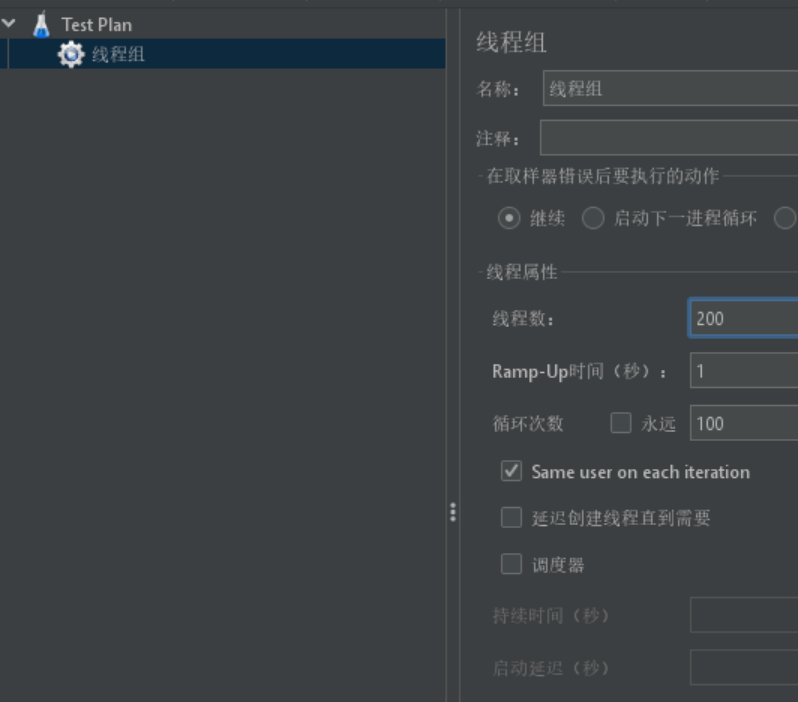 Test Plan
线程组
线程组
名称：
线程组
注释：
在取样器错误后要执行的动作
继续
启动下一进程循环
线程属性
线程数：
200
Ramp-Up时间（秒）：
1
循环次数
永远
100
Same user on each iteration
延迟创建线程直到需要
调度器
持续时间（秒）
启动延迟（秒）